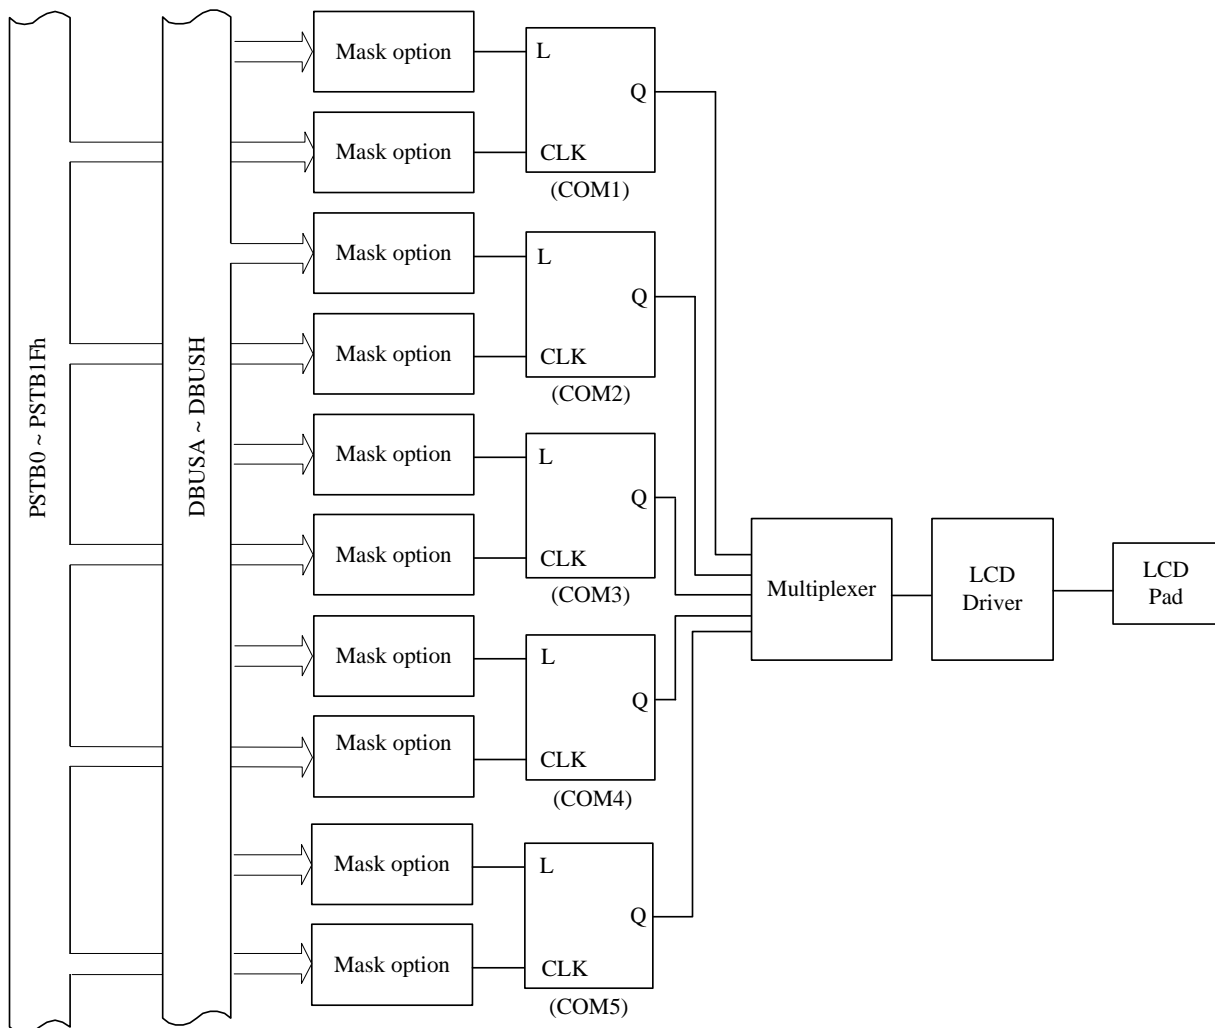 PSTB0 ~ PSTB1Fh
DBUSA ~ DBUSH
Mask option
L
Q
Mask option
CLK
(COM1)
Mask option
L
Q
Mask option
CLK
(COM2)
Mask option
L
Q
Mask option
CLK
(COM3)
Mask option
L
Q
Mask option
CLK
(COM4)
Mask option
L
Q
Mask option
CLK
(COM5)
Multiplexer
LCD
Driver
LCD
Pad